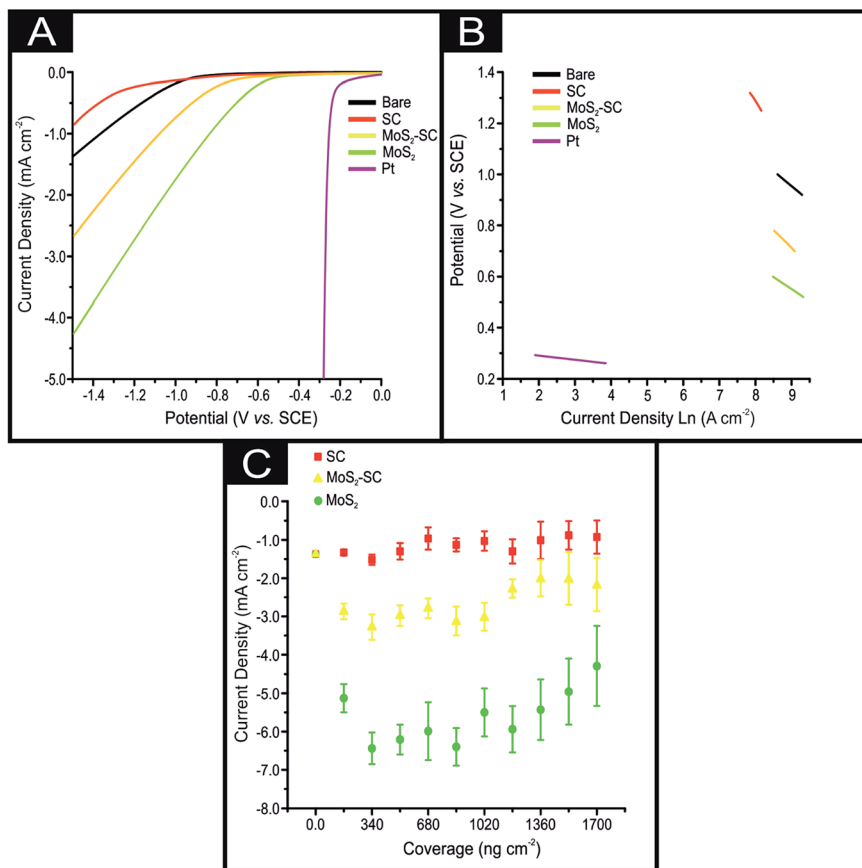 A
Current Density (mA cm⁻²)
0.0
-1.0
-2.0
-3.0
-4.0
-5.0
Bare
SC
MoS₂-SC
MoS₂
Pt
-1.4 -1.2 -1.0 -0.8 -0.6 -0.4 -0.2 0.0
Potential (V vs. SCE)
B
Potential (V vs. SCE)
1.4
1.2
1.0
0.8
0.6
0.4
0.2
Bare
SC
MoS₂-SC
MoS₂
Pt
1 2 3 4 5 6 7 8 9
Current Density Ln (A cm⁻²)
C
SC
MoS₂-SC
MoS₂
Current Density (mA cm⁻²)
0.0
-1.0
-2.0
-3.0
-4.0
-5.0
-6.0
-7.0
-8.0
0.0 340 680 1020 1360 1700
Coverage (ng cm⁻²)